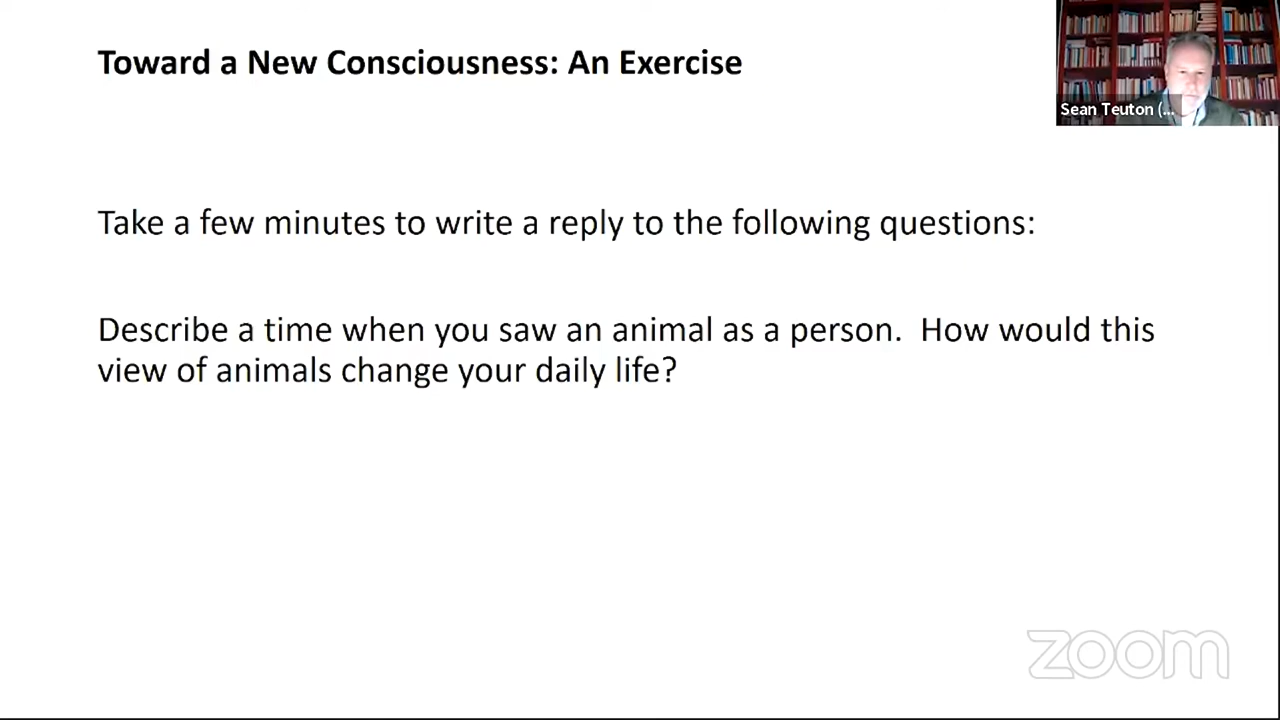 Toward a New Consciousness: An Exercise
Sean Teuton (...
Take a few minutes to write a reply to the following questions:
Describe a time when you saw an animal as a person.  How would this
view of animals change your daily life?
zoom